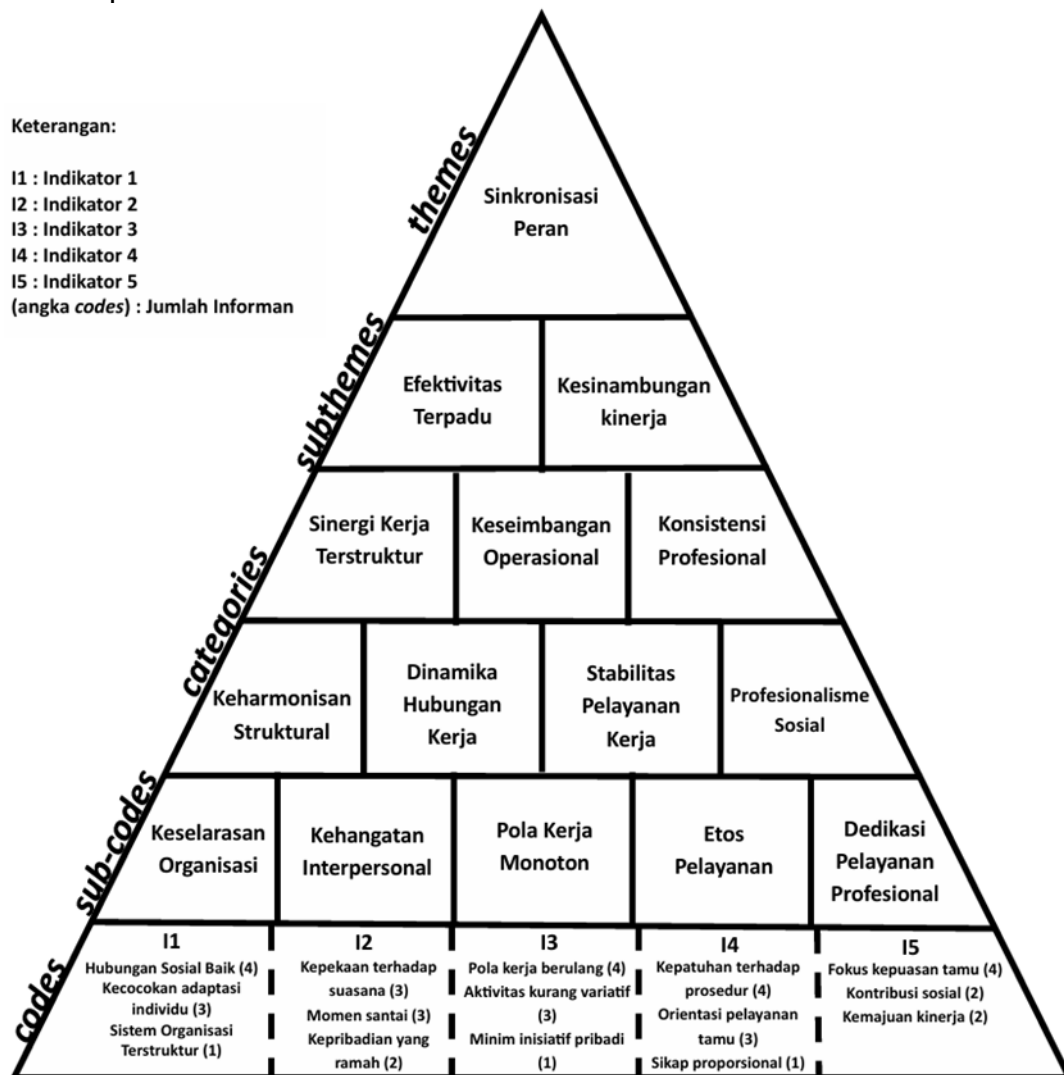 Keterangan:
I1 : Indikator 1
I2 : Indikator 2
I3 : Indikator 3
I4 : Indikator 4
I5 : Indikator 5
(angka codes) : Jumlah Informan
themes
Sinkronisasi
Peran
subthemes
Efektivitas
Terpadu
Kesinambungan
kinerja
categories
Sinergi Kerja
Terstruktur
Keseimbangan
Operasional
Konsistensi
Profesional
Keharmonisan
Struktural
Dinamika
Hubungan
Kerja
Stabilitas
Pelayanan
Kerja
Profesionalisme
Sosial
sub-codes
Keselarasan
Organisasi
Kehangatan
Interpersonal
Pola Kerja
Monoton
Etos
Pelayanan
Dedikasi
Pelayanan
Profesional
codes
I1
Hubungan Sosial Baik (4)
Kecocokan adaptasi
individu (3)
Sistem Organisasi
Terstruktur (1)
I2
Kepekaan terhadap
suasana (3)
Momen santai (3)
Kepribadian yang
ramah (2)
I3
Pola kerja berulang (4)
Aktivitas kurang variatif
(3)
Minim inisiatif pribadi
(1)
I4
Kepatuhan terhadap
prosedur (4)
Orientasi pelayanan
tamu (3)
Sikap proporsional (1)
I5
Fokus kepuasan tamu (4)
Kontribusi sosial (2)
Kemajuan kinerja (2)